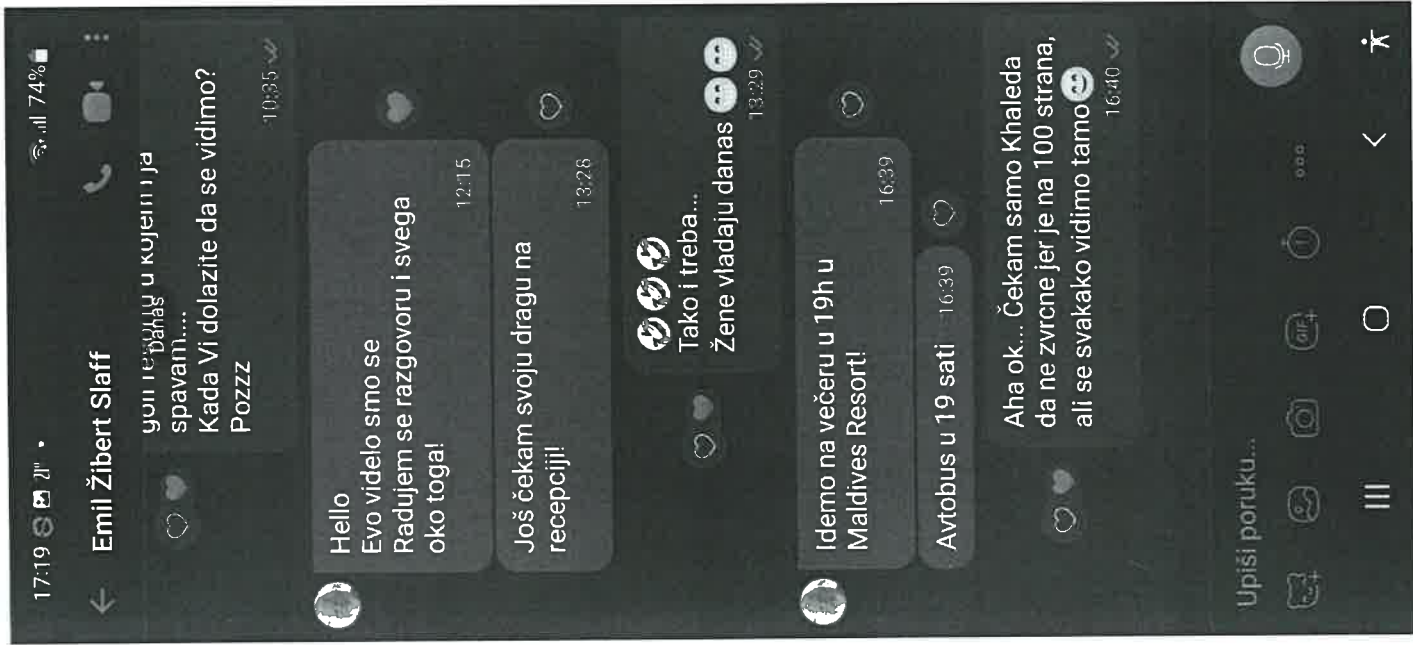 17:19 74%
Emil Žibert Slaff
Danas
spavam....
Kada Vi dolazite da se vidimo?
Pozzz
10:35
Hello
Evo videlo smo se
Radujem se razgovoru i svega
oko toga!
12:15
Još čekam svoju dragu na
recepciji!
13:28
Tako i treba...
Žene vladaju danas
13:29
Idemo na večeru u 19h u
Maldives Resort!
16:39
Avtobus u 19 sati 16:39
Aha ok.. Čekam samo Khaleda
da ne zvrcne jer je na 100 strana,
ali se svakako vidimo tamo
16:40
Upiši poruku...
GIF